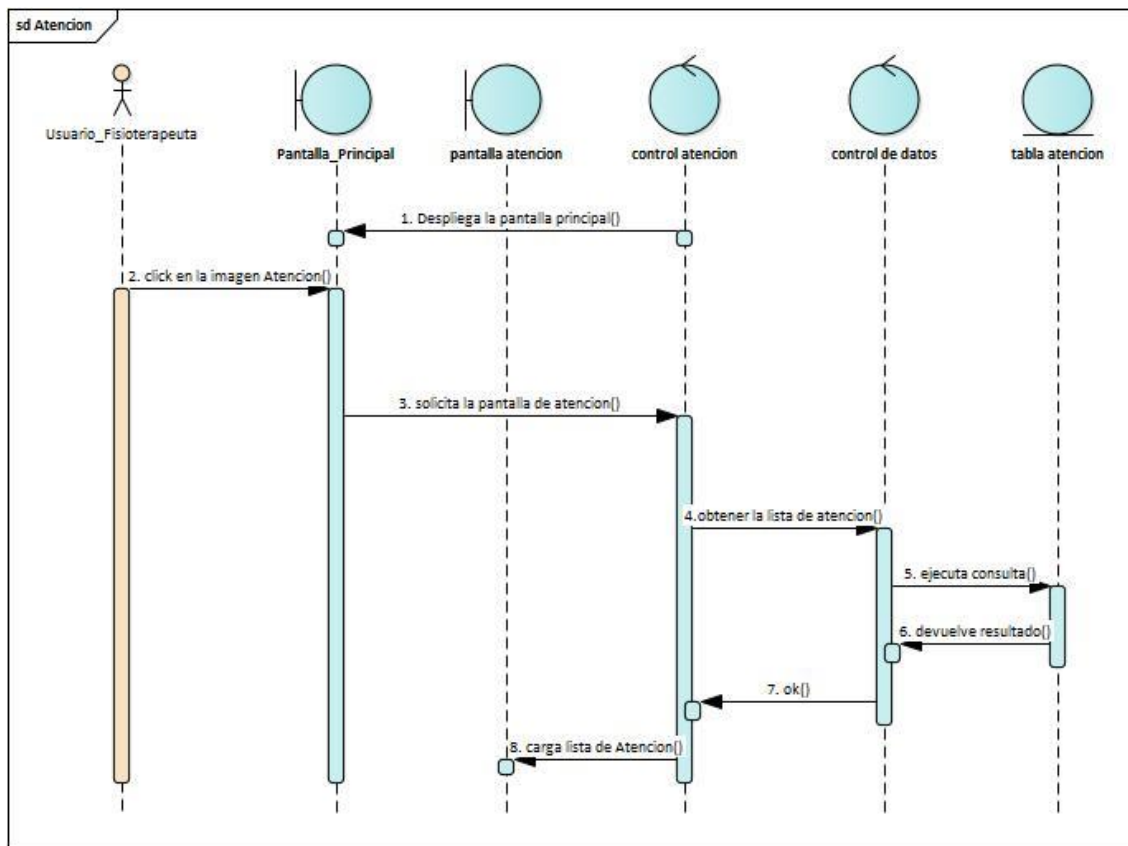 sd Atencion
Usuario_Fisioterapeuta
Pantalla_Principal
pantalla atencion
control atencion
control de datos
tabla atencion
1. Despliega la pantalla principal()
2. click en la imagen Atencion()
3. solicita la pantalla de atencion()
4.obtener la lista de atencion()
5. ejecuta consulta()
6. devuelve resultado()
7. ok()
8. carga lista de Atencion()